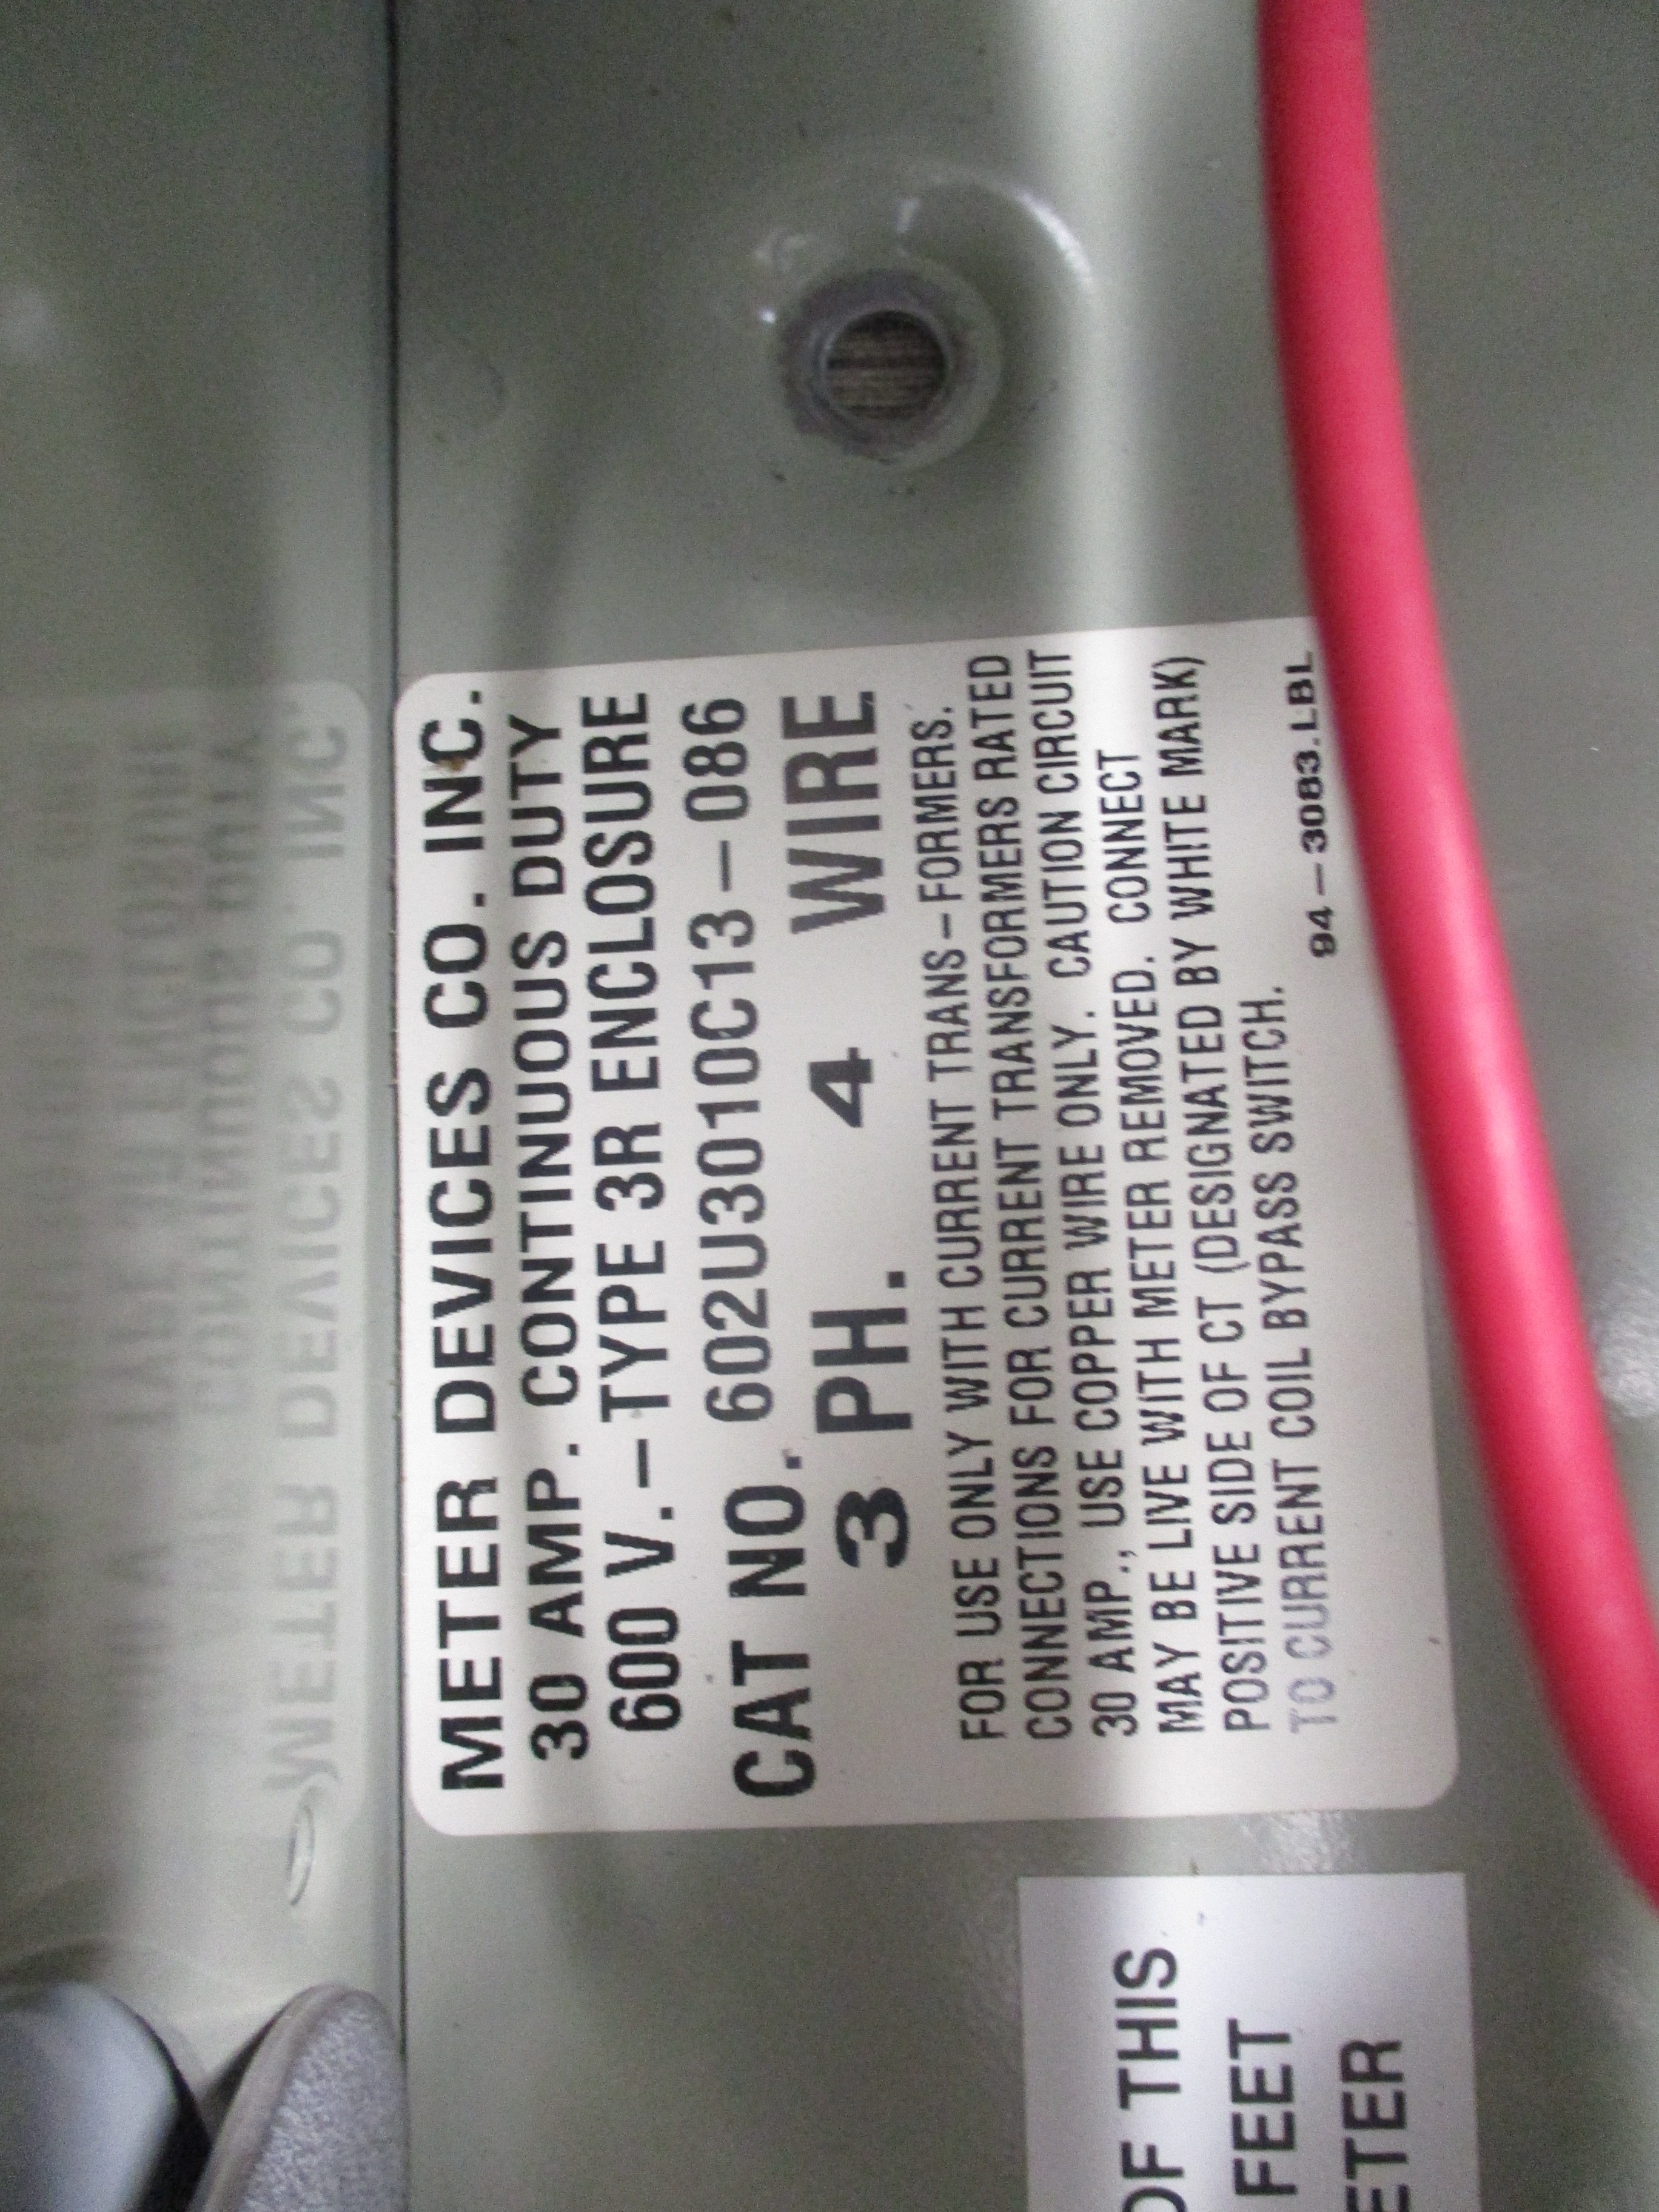 METER DEVICES CO. INC.
30 AMP. CONTINUOUS DUTY
600 V.-TYPE 3R ENCLOSURE
CAT NO. 602U3010C13-086
3 PH. 4 WIRE
FOR USE ONLY WITH CURRENT TRANS-FORMERS.
CONNECTIONS FOR CURRENT TRANSFORMERS RATED
30 AMP., USE COPPER WIRE ONLY. CAUTION CIRCUIT
MAY BE LIVE WITH METER REMOVED. CONNECT
POSITIVE SIDE OF CT (DESIGNATED BY WHITE MARK)
TO CURRENT COIL BYPASS SWITCH.
94-3083.LBL
OF THIS
FEET
ETER